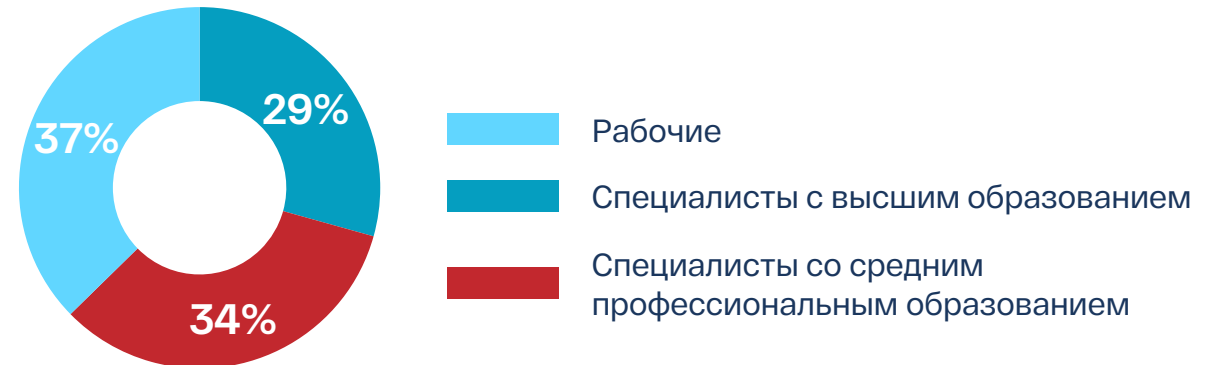 29%
37%
34%
Рабочие
Специалисты с высшим образованием
Специалисты со средним
профессиональным образованием